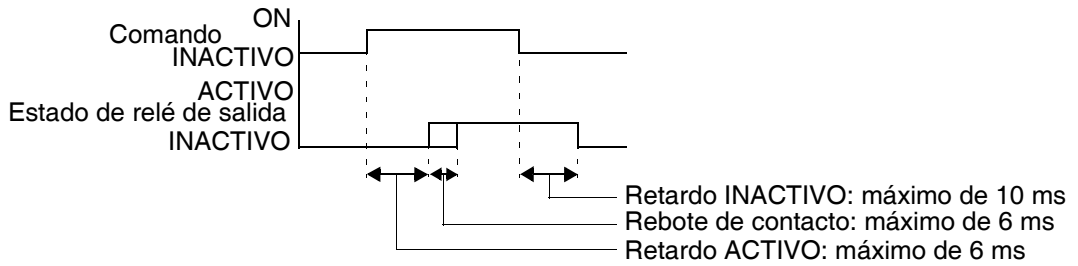 ON
Comando
INACTIVO
ACTIVO
Estado de relé de salida
INACTIVO
Retardo INACTIVO: máximo de 10 ms
Rebote de contacto: máximo de 6 ms
Retardo ACTIVO: máximo de 6 ms